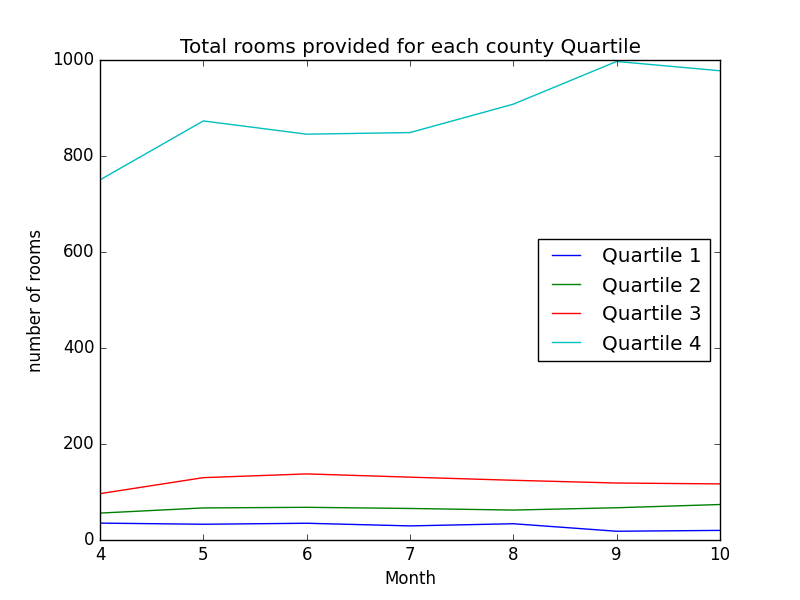 Total rooms provided for each county Quartile
1000
800
600
400
200
0
number of rooms
Quartile 1
Quartile 2
Quartile 3
Quartile 4
4 5 6 7 8 9 10
Month